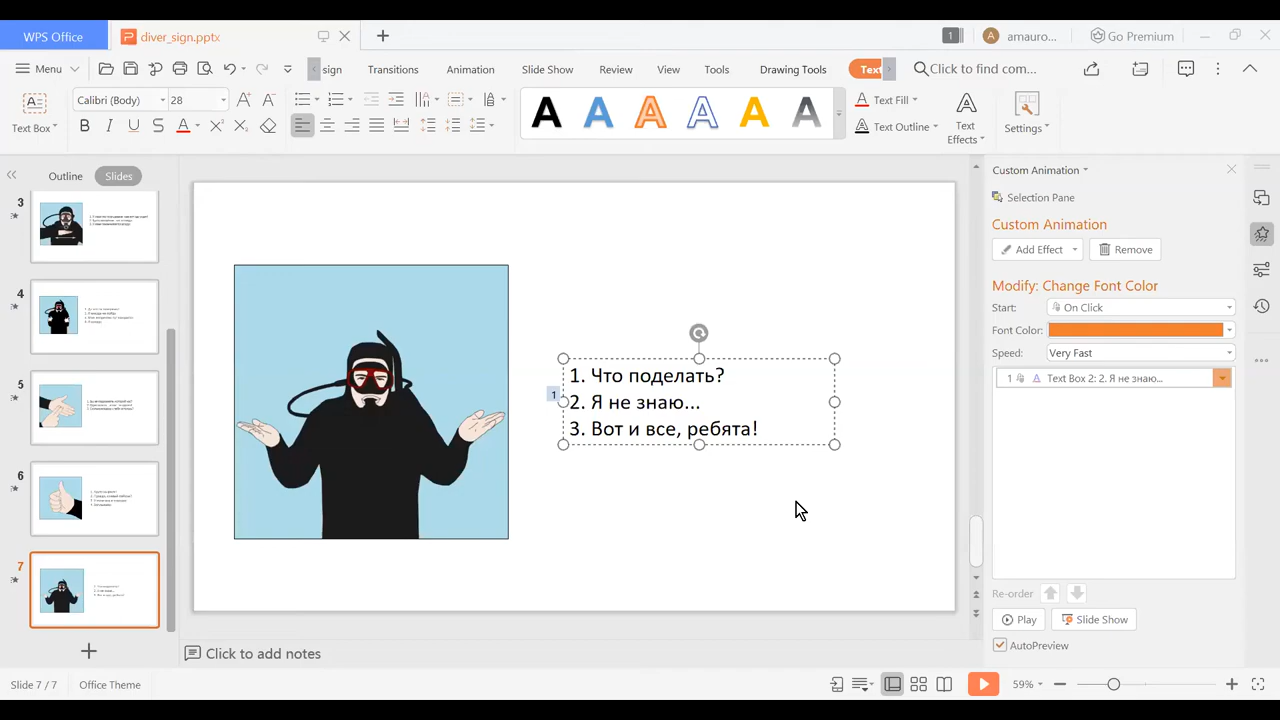 WPS Office
diver_sign.pptx
1
A
amauro...
Go Premium
Menu
sign
Transitions
Animation
Slide Show
Review
View
Tools
Drawing Tools
Text
Click to find com...
Text Box
Calibri (Body)
28
Text Fill
Text Outline
Text Effects
Settings
Outline
Slides
3
4
5
6
7
1
1. Что поделать?
2. Я не знаю...
3. Вот и все, ребята!
Custom Animation
Selection Pane
Custom Animation
Add Effect
Remove
Modify: Change Font Color
Start:
On Click
Font Color:
Speed:
Very Fast
1
Text Box 2: 2. Я не знаю...
Re-order
Play
Slide Show
AutoPreview
Click to add notes
Slide 7 / 7
Office Theme
59%